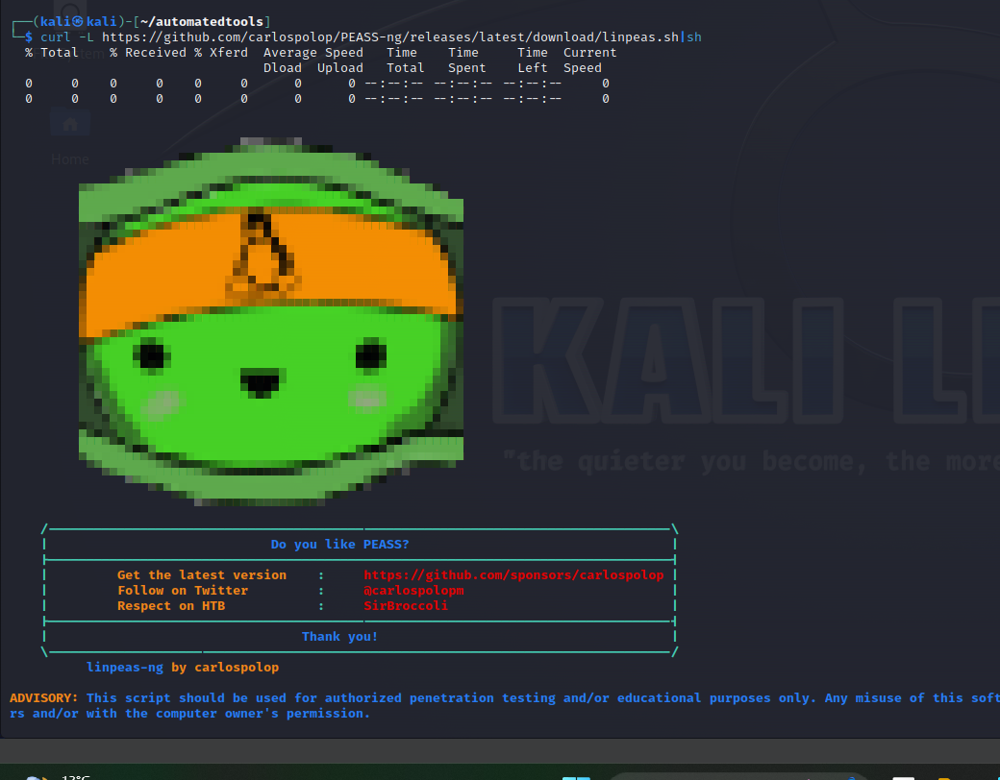 ┌──(kali㉿kali)-[~/automatedtools]
└─$ curl -L https://github.com/carlospolop/PEASS-ng/releases/latest/download/linpeas.sh|sh
% Total % Received % Xferd Average Speed Time Time Time Current
Dload Upload Total Spent Left Speed
0 0 0 0 0 0 0 0 --:--:-- --:--:-- --:--:-- 0
0 0 0 0 0 0 0 0 --:--:-- --:--:-- --:--:-- 0
Home
KALI LI
"the quieter you become, the more
Do you like PEASS?
Get the latest version : https://github.com/sponsors/carlospolop
Follow on Twitter : @carlospolopm
Respect on HTB : SirBroccoli
Thank you!
linpeas-ng by carlospolop
ADVISORY: This script should be used for authorized penetration testing and/or educational purposes only. Any misuse of this soft
rs and/or with the computer owner's permission.